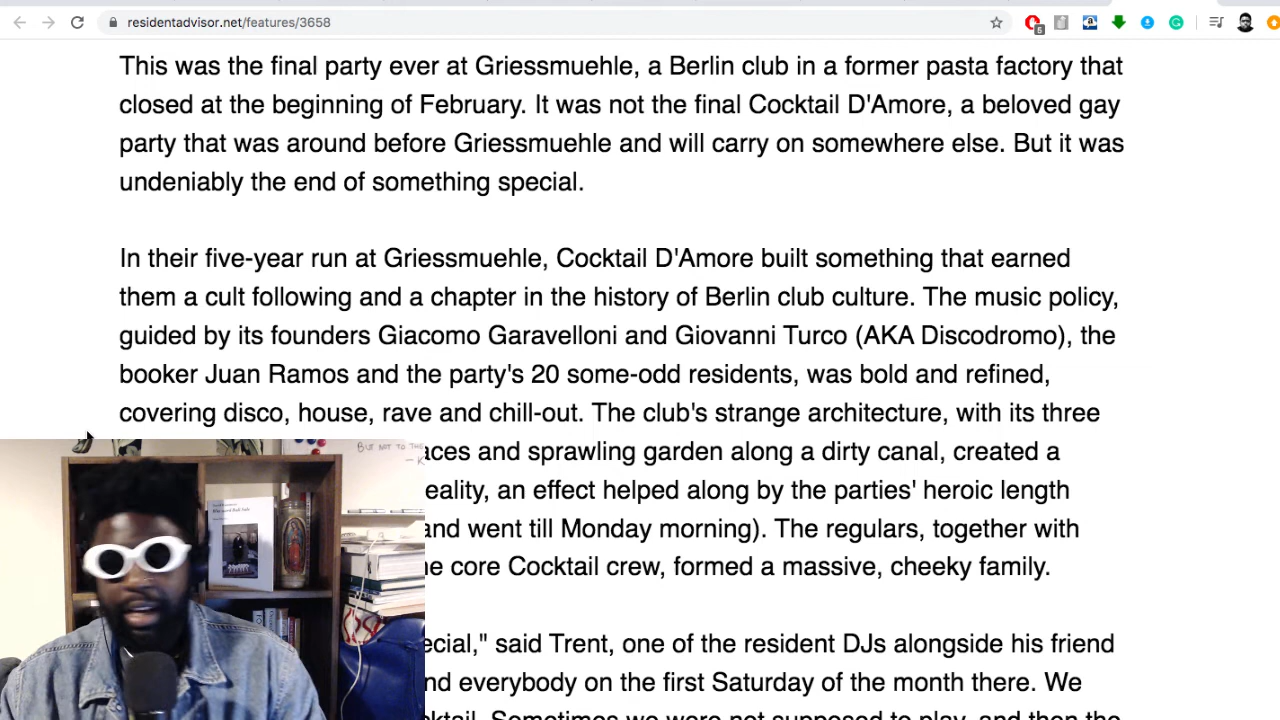 residentadvisor.net/features/3658
5
This was the final party ever at Griessmuehle, a Berlin club in a former pasta factory that
closed at the beginning of February. It was not the final Cocktail D'Amore, a beloved gay
party that was around before Griessmuehle and will carry on somewhere else. But it was
undeniably the end of something special.
In their five-year run at Griessmuehle, Cocktail D'Amore built something that earned
them a cult following and a chapter in the history of Berlin club culture. The music policy,
guided by its founders Giacomo Garavelloni and Giovanni Turco (AKA Discodromo), the
booker Juan Ramos and the party's 20 some-odd residents, was bold and refined,
covering disco, house, rave and chill-out. The club's strange architecture, with its three
aces and sprawling garden along a dirty canal, created a
BUT NOT TO THE
eality, an effect helped along by the parties' heroic length
and went till Monday morning). The regulars, together with
e core Cocktail crew, formed a massive, cheeky family.
ecial," said Trent, one of the resident DJs alongside his friend
nd everybody on the first Saturday of the month there. We
cktail. Sometimes we were not supposed to play, and then the